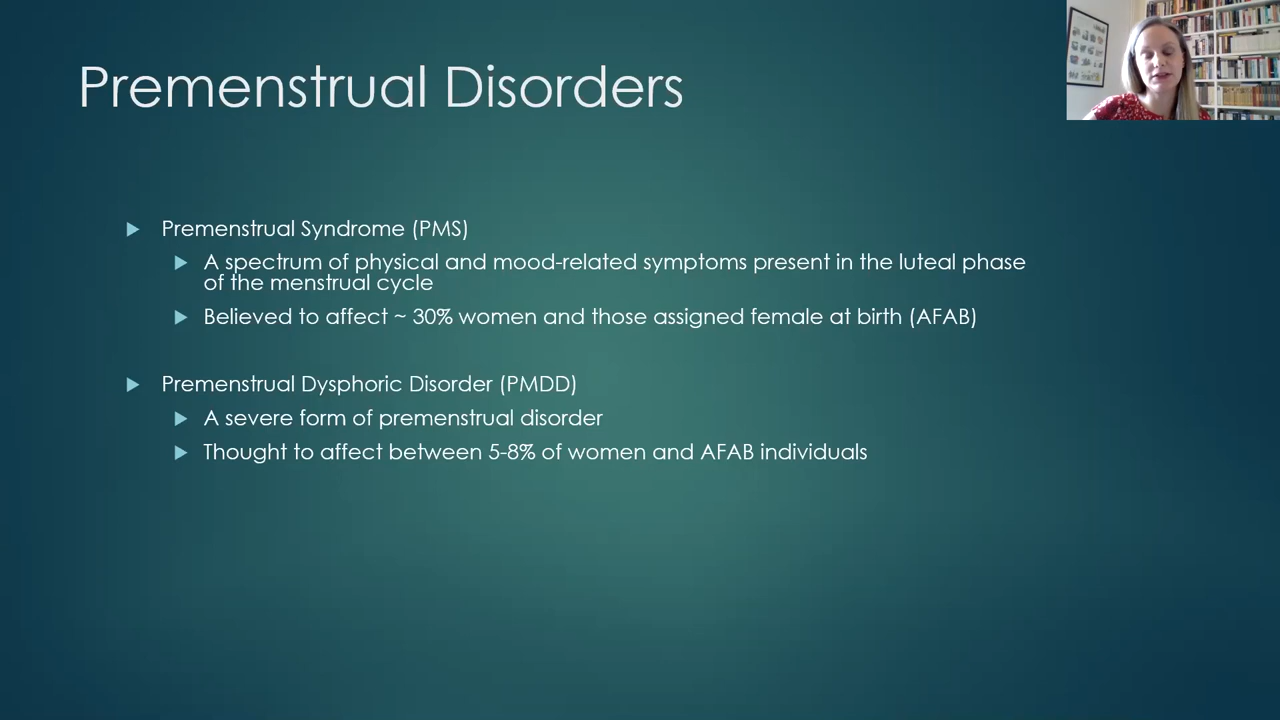 Premenstrual Disorders
Premenstrual Syndrome (PMS)
A spectrum of physical and mood-related symptoms present in the luteal phase
of the menstrual cycle
Believed to affect ~ 30% women and those assigned female at birth (AFAB)
Premenstrual Dysphoric Disorder (PMDD)
A severe form of premenstrual disorder
Thought to affect between 5-8% of women and AFAB individuals